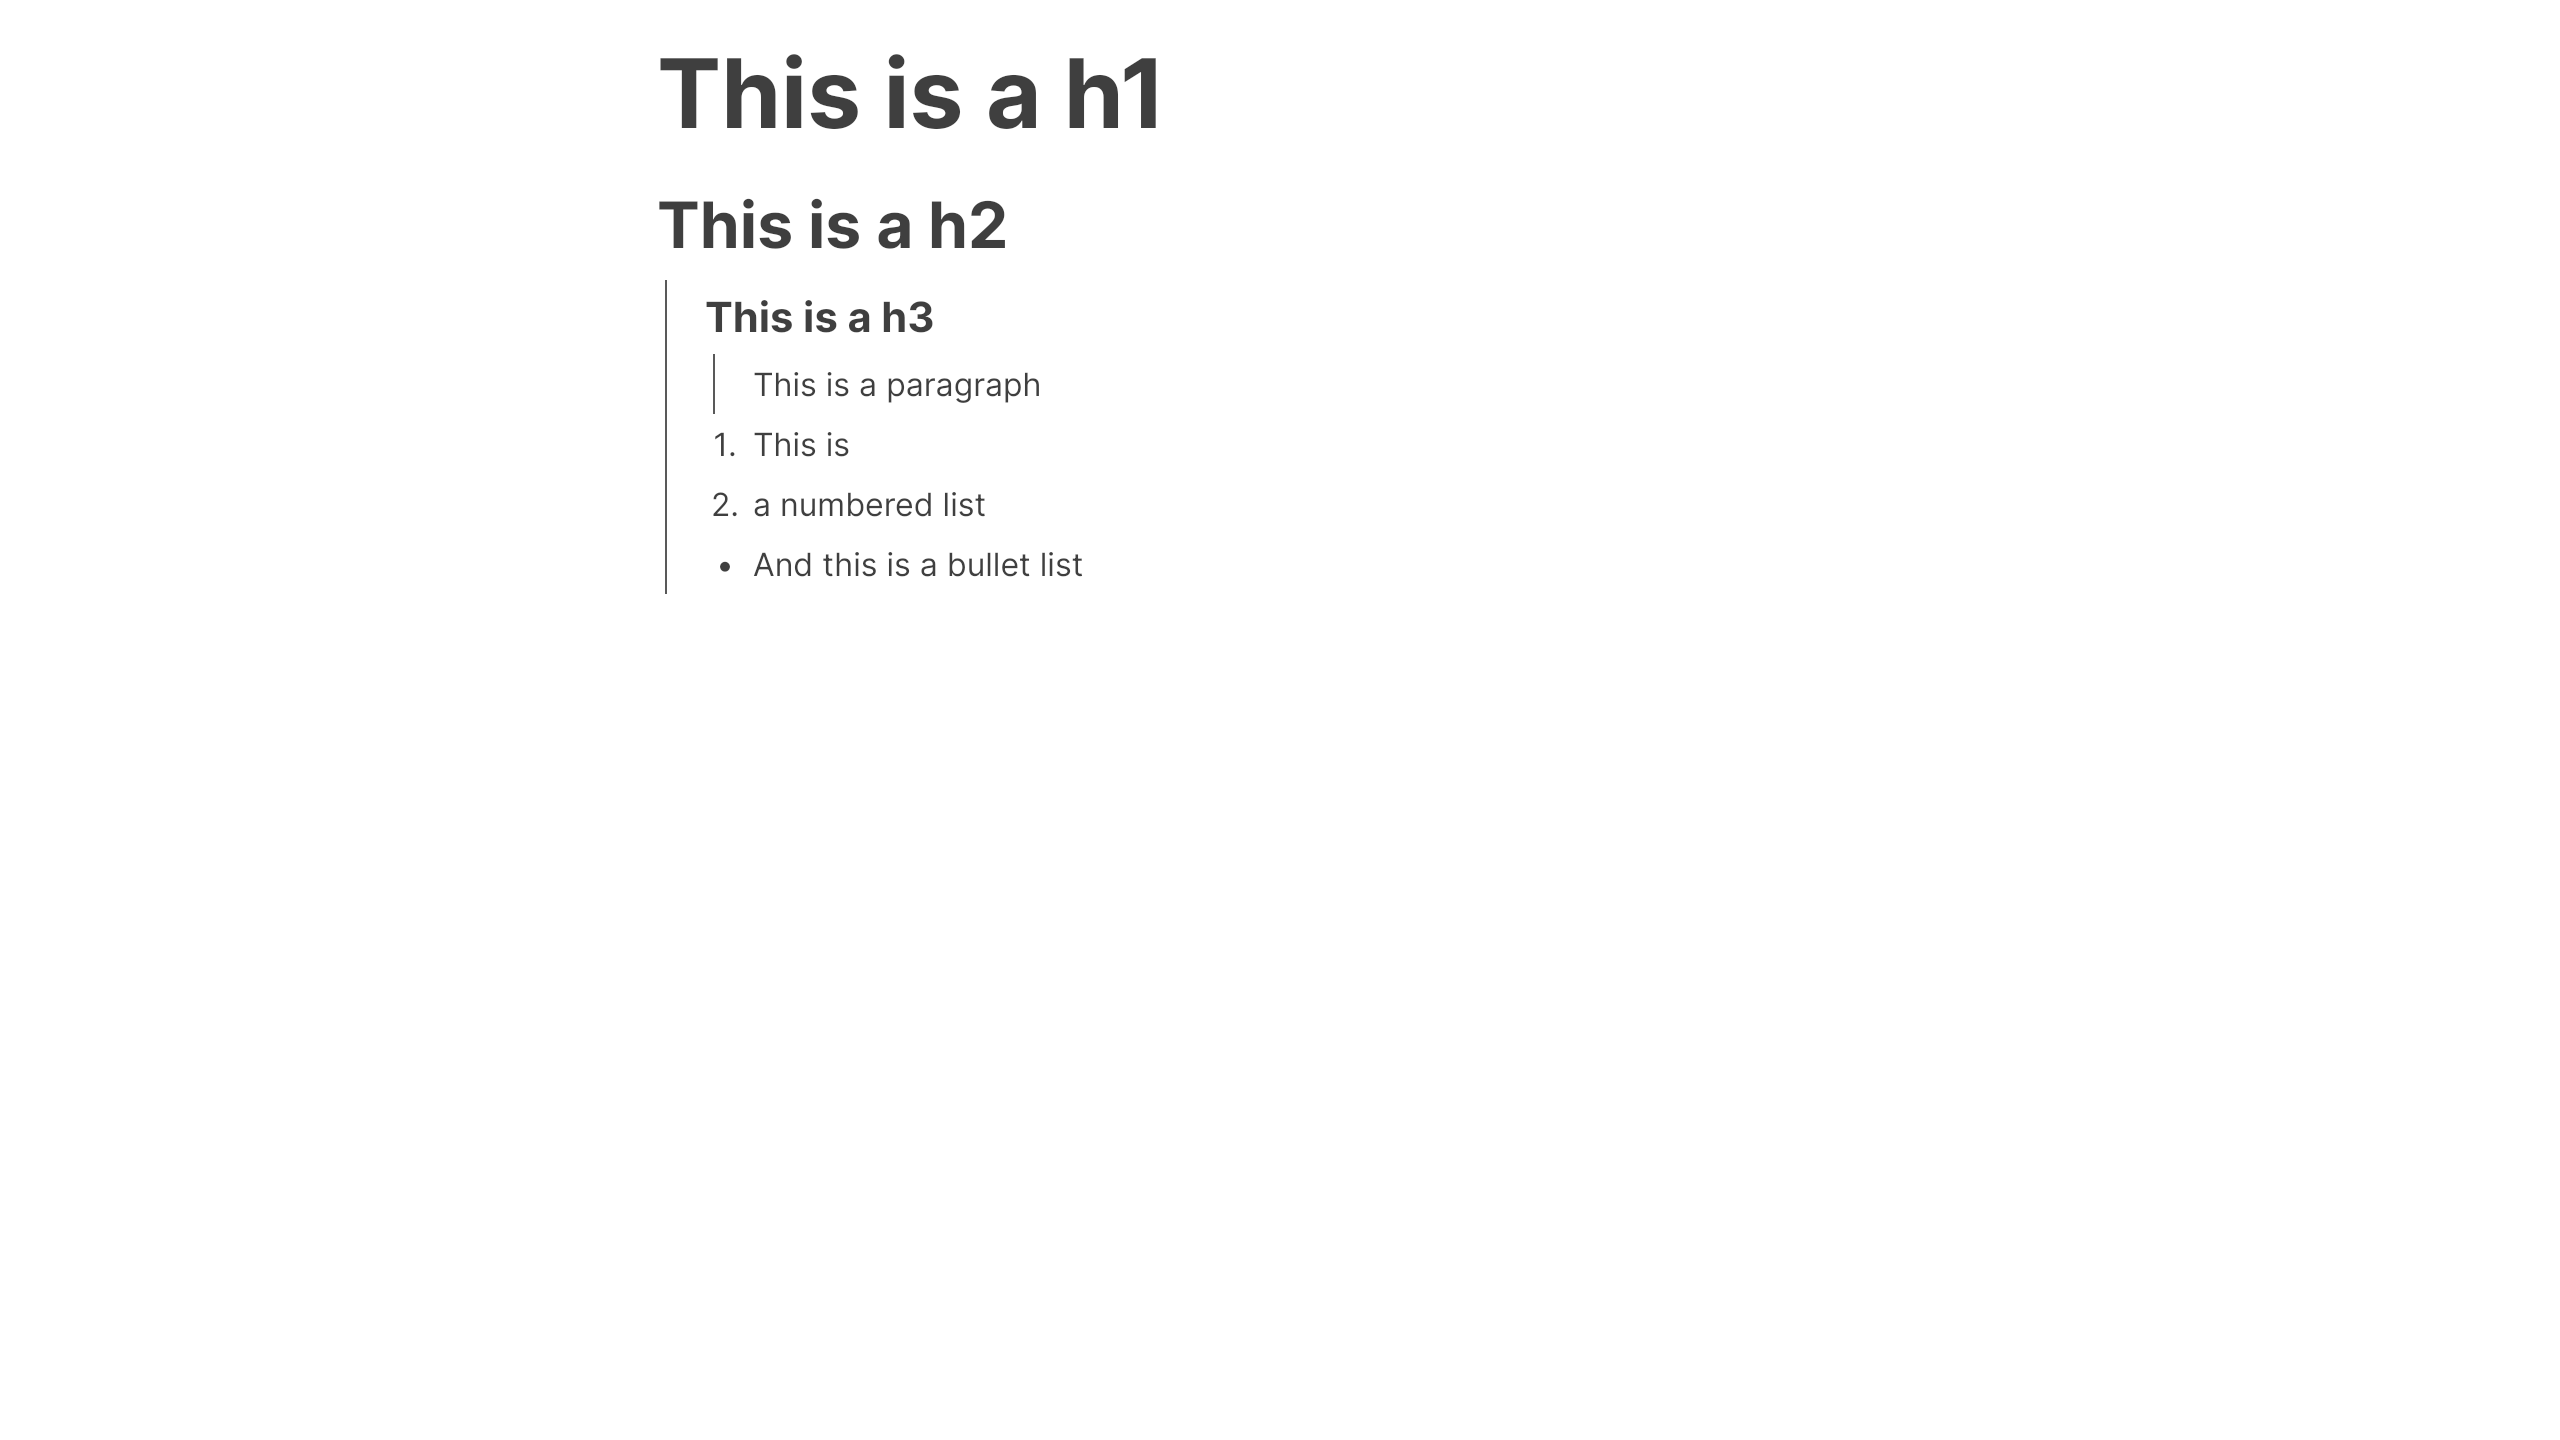 This is a h1
This is a h2
This is a h3
This is a paragraph
1. This is
2. a numbered list
• And this is a bullet list